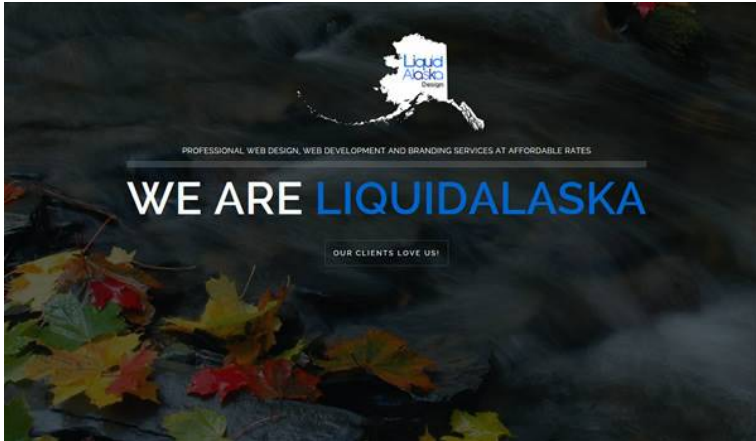 Liquid
Alaska
Design
PROFESSIONAL WEB DESIGN, WEB DEVELOPMENT AND BRANDING SERVICES AT AFFORDABLE RATES
WE ARE LIQUIDALASKA
OUR CLIENTS LOVE US!